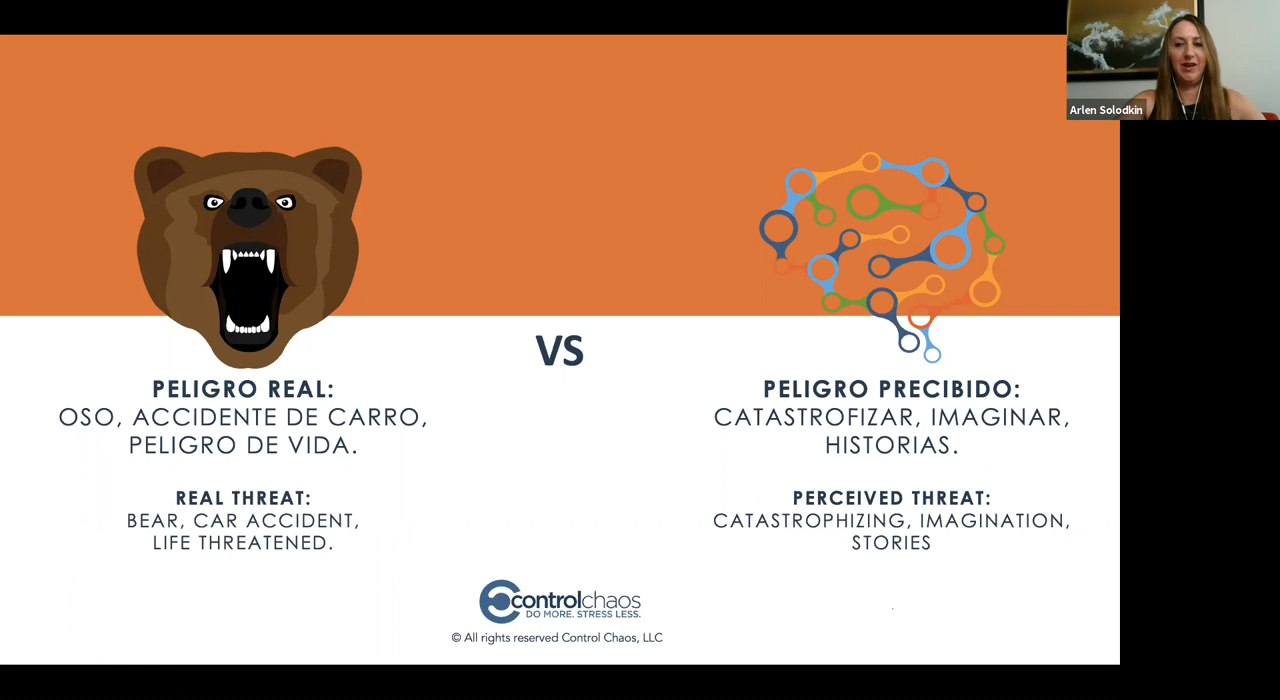 Arlen Solodkin
VS
PELIGRO REAL:
OSO, ACCIDENTE DE CARRO,
PELIGRO DE VIDA.
REAL THREAT:
BEAR, CAR ACCIDENT,
LIFE THREATENED.
PELIGRO PRECIBIDO:
CATASTROFIZAR, IMAGINAR,
HISTORIAS.
PERCEIVED THREAT:
CATASTROPHIZING, IMAGINATION,
STORIES
controlchaos
DO MORE. STRESS LESS.
© All rights reserved Control Chaos, LLC